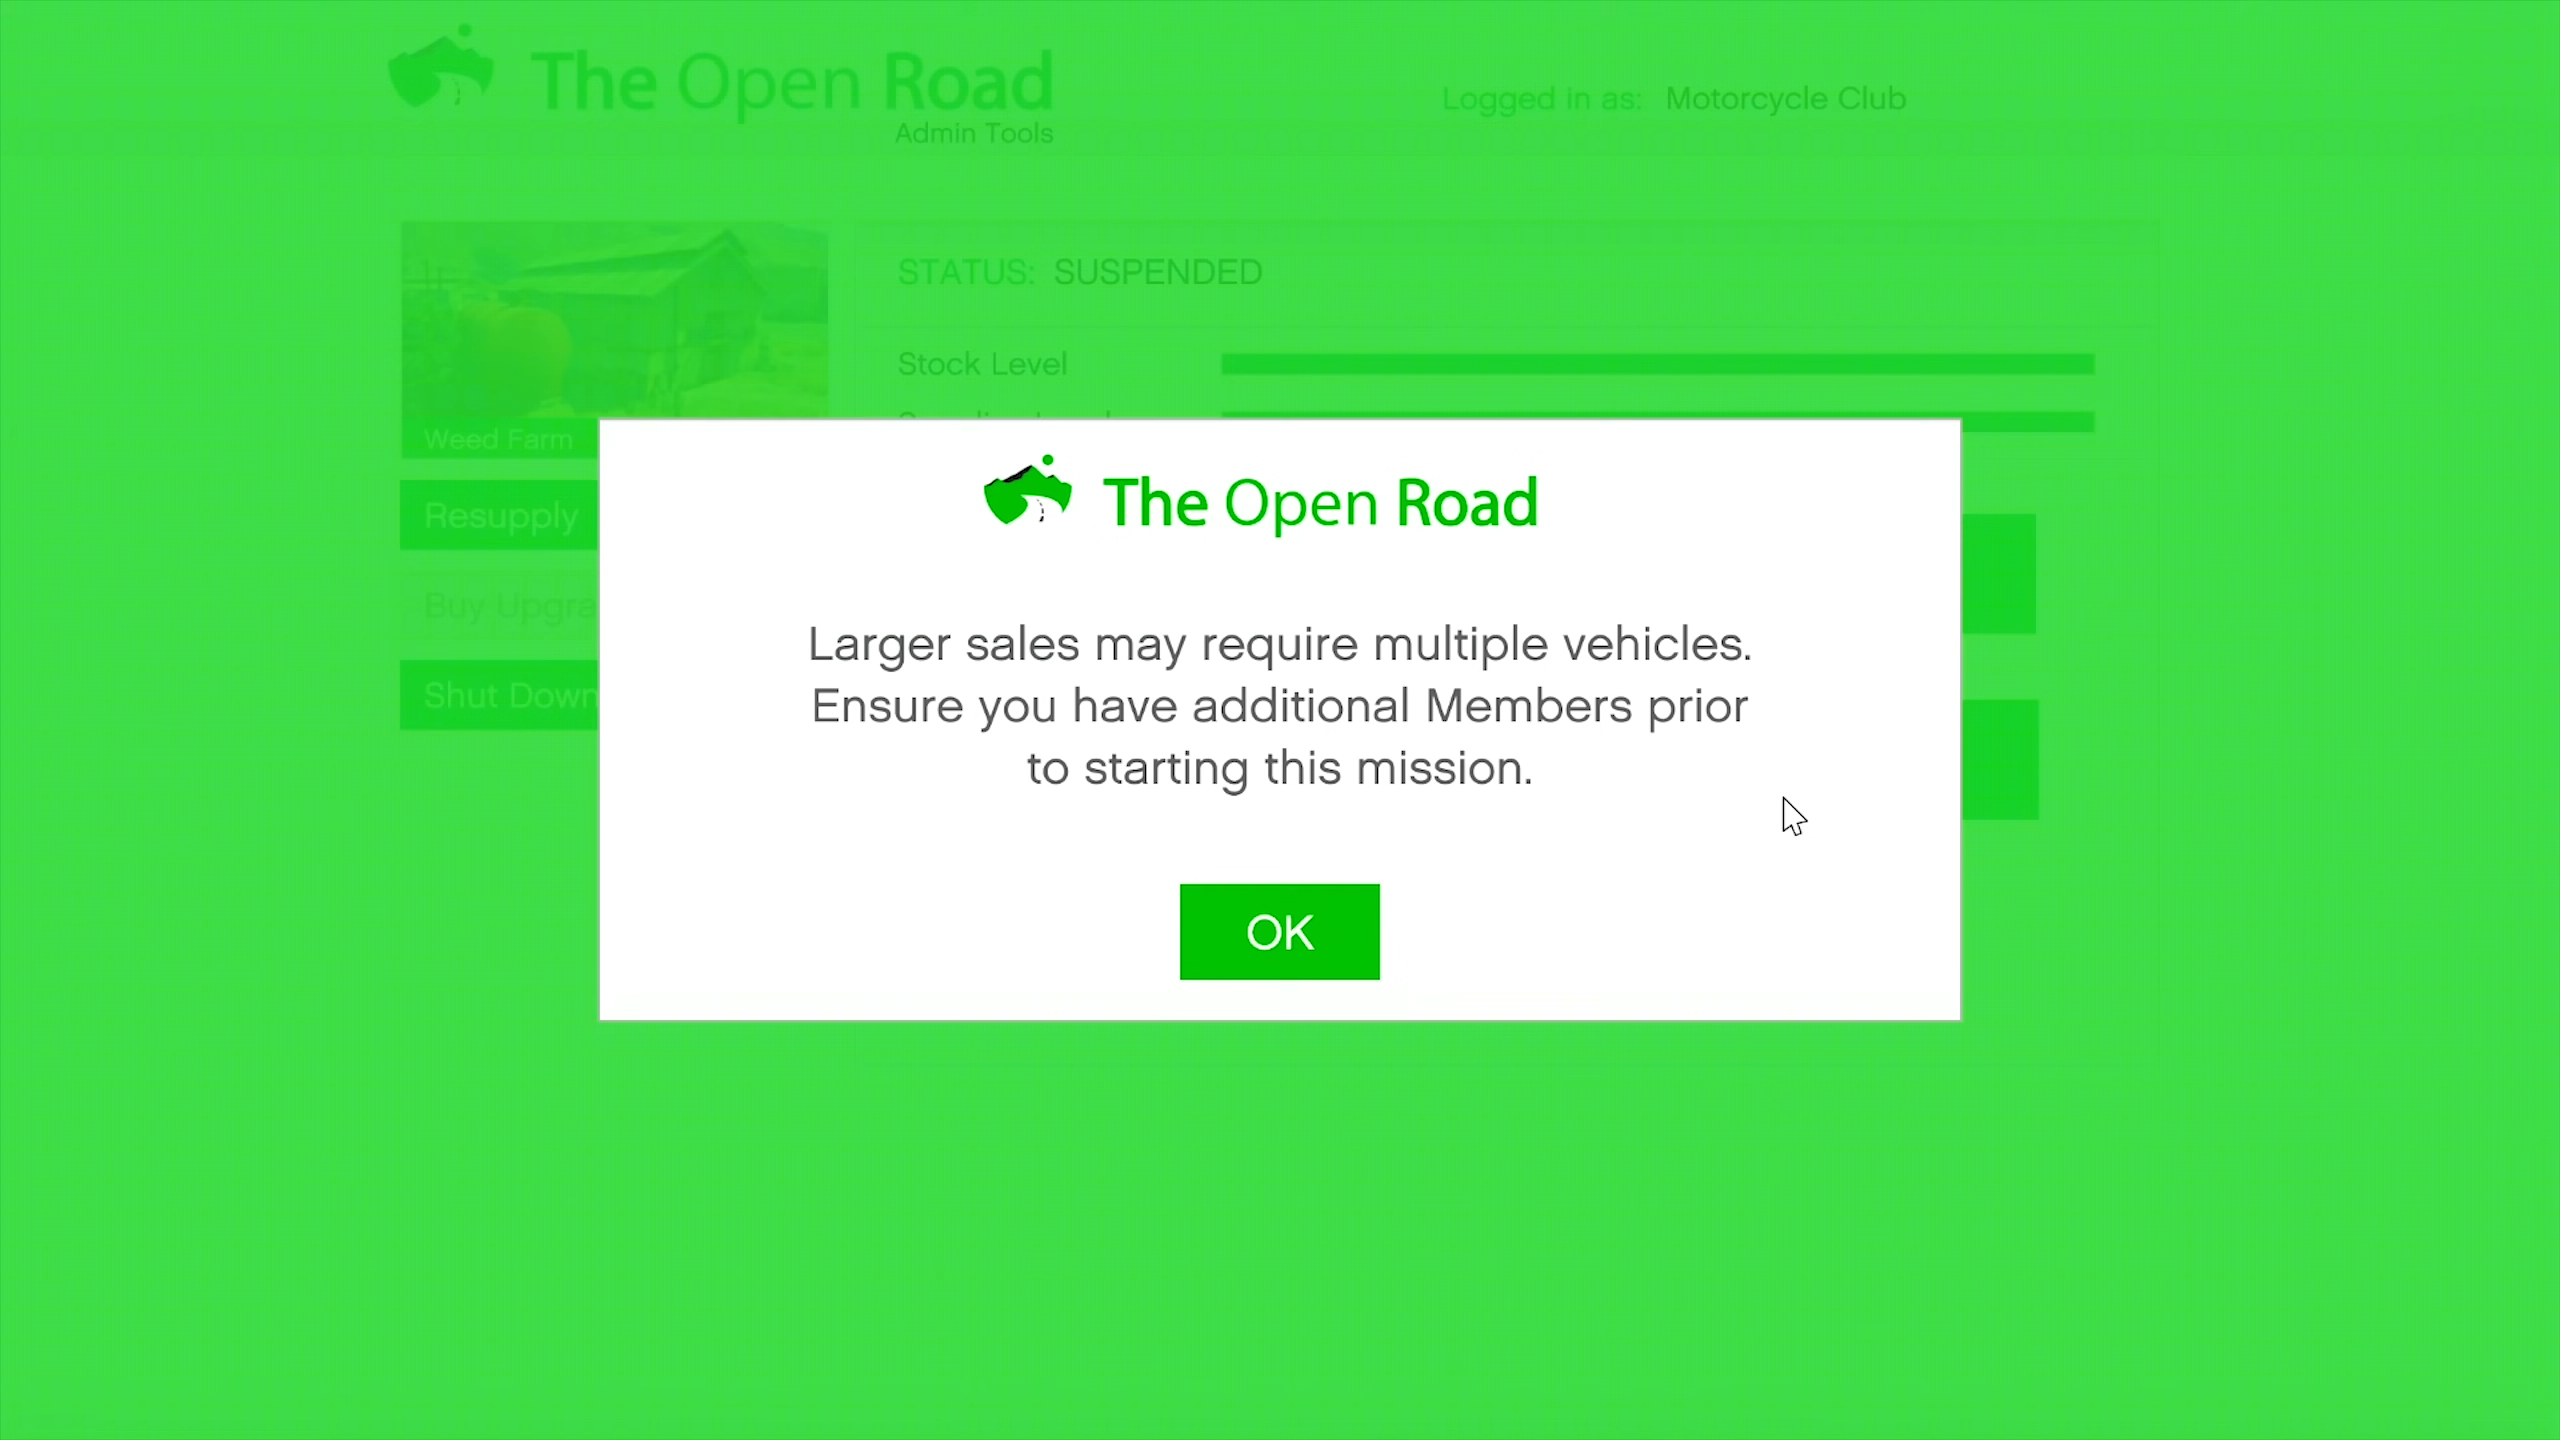 The Open Road
Admin Tools
Logged in as: Motorcycle Club
STATUS: SUSPENDED
Stock Level
Weed Farm
Resupply
Buy Upgra
Shut Down
The Open Road
Larger sales may require multiple vehicles.
Ensure you have additional Members prior
to starting this mission.
OK